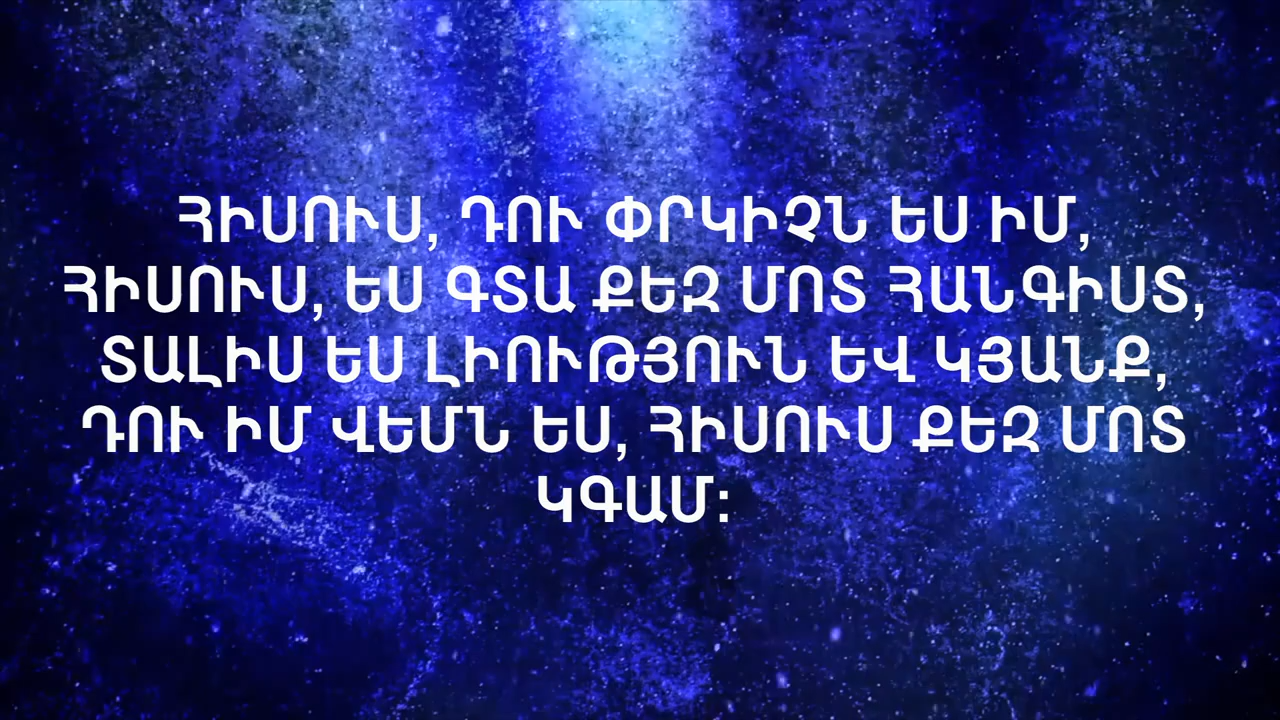 ՀԻՍՈՒՍ, ԴՈՒ ՓՐԿԻՉՆ ԵՍ ԻՄ,
ՀԻՍՈՒՍ, ԵՍ ԳՏԱ ՔԵԶ ՄՈՏ ՀԱՆԳԻՍՏ,
ՏԱԼԻՍ ԵՍ ԼԻՈՒԹՅՈՒՆ ԵՎ ԿՅԱՆՔ,
ԴՈՒ ԻՄ ՎԵՄՆ ԵՍ, ՀԻՍՈՒՍ ՔԵԶ ՄՈՏ
ԿԳԱՄ: